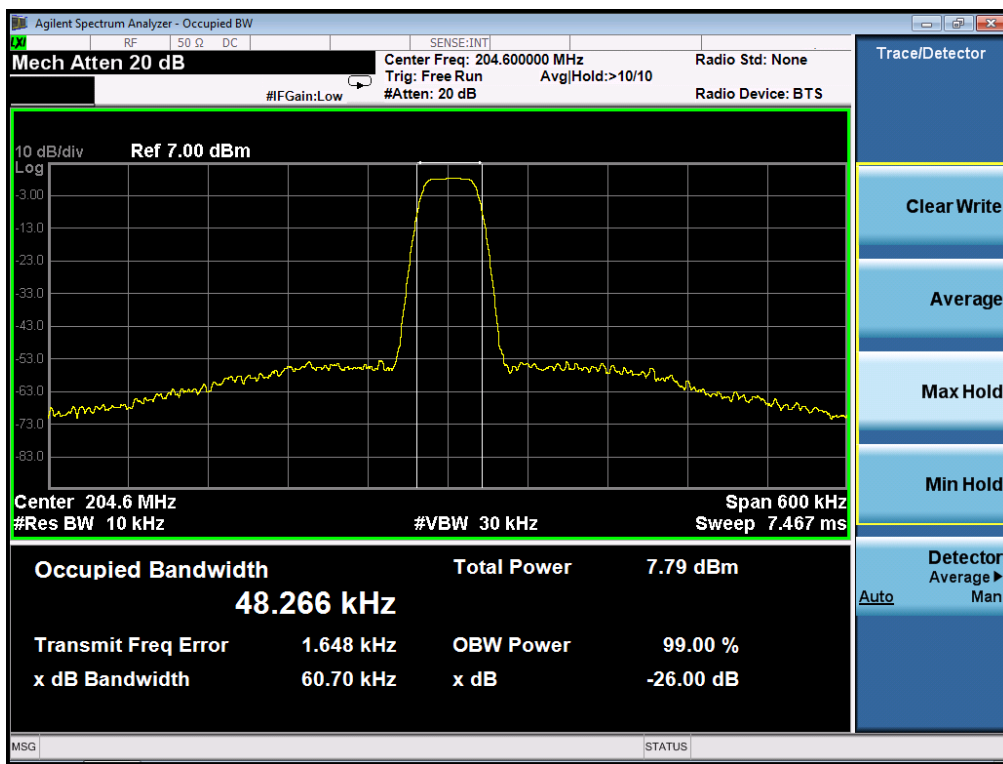 Agilent Spectrum Analyzer - Occupied BW
LXI RF 50 Ω DC SENSE:INT
Mech Atten 20 dB
Center Freq: 204.600000 MHz
Radio Std: None
Trig: Free Run Avg|Hold:>10/10
#IFGain:Low #Atten: 20 dB
Radio Device: BTS
10 dB/div Ref 7.00 dBm
Log
-3.00
-13.0
-23.0
-33.0
-43.0
-53.0
-63.0
-73.0
-83.0
Center 204.6 MHz Span 600 kHz
#Res BW 10 kHz #VBW 30 kHz Sweep 7.467 ms
Occupied Bandwidth Total Power 7.79 dBm
48.266 kHz
Transmit Freq Error 1.648 kHz OBW Power 99.00 %
x dB Bandwidth 60.70 kHz x dB -26.00 dB
MSG STATUS
Trace/Detector
Clear Write
Average
Max Hold
Min Hold
Detector
Average
Auto Man